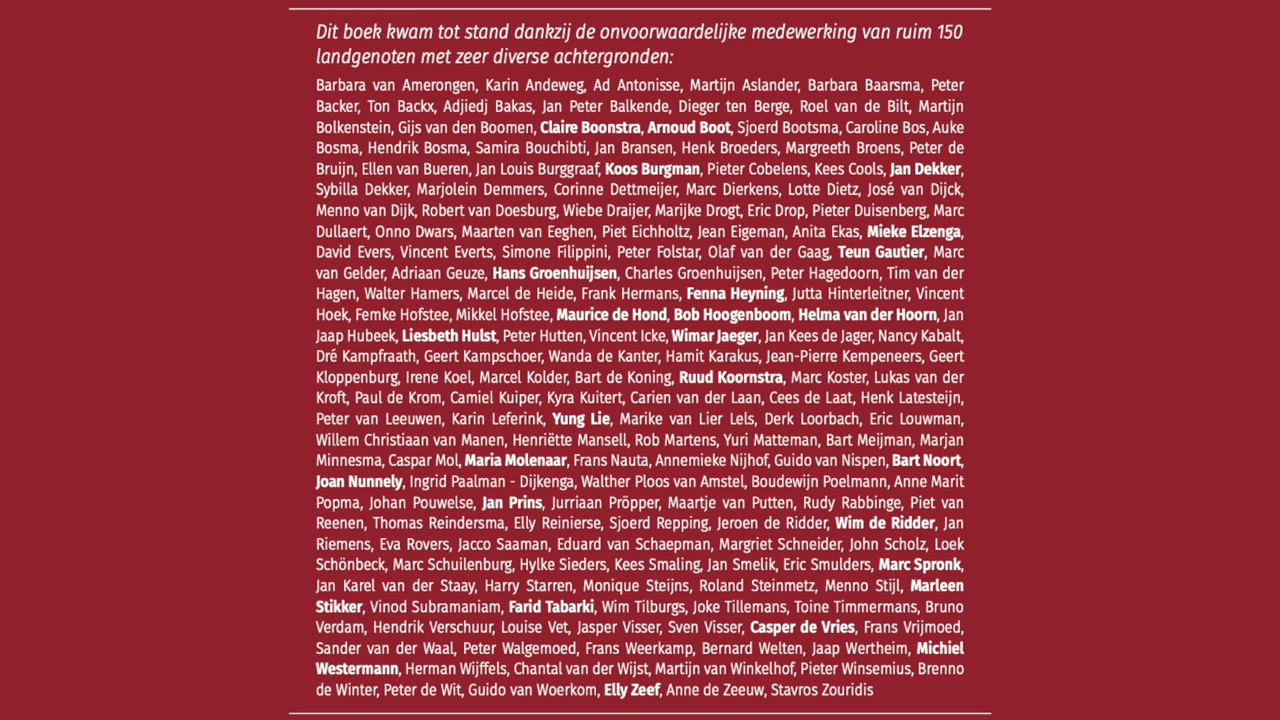 Dit boek kwam tot stand dankzij de onvoorwaardelijke medewerking van ruim 150
landgenoten met zeer diverse achtergronden:
Barbara van Amerongen, Karin Andeweg, Ad Antonisse, Martijn Aslander, Barbara Baarsma, Peter
Backer, Ton Backx, Adjiedj Bakas, Jan Peter Balkende, Dieger ten Berge, Roel van de Bilt, Martijn
Bolkenstein, Gijs van den Boomen, Claire Boonstra, Arnoud Boot, Sjoerd Bootsma, Caroline Bos, Auke
Bosma, Hendrik Bosma, Samira Bouchibti, Jan Bransen, Henk Broeders, Margreeth Broens, Peter de
Bruijn, Ellen van Bueren, Jan Louis Burggraaf, Koos Burgman, Pieter Cobelens, Kees Cools, Jan Dekker,
Sybilla Dekker, Marjolein Demmers, Corinne Dettmeijer, Marc Dierkens, Lotte Dietz, José van Dijck,
Menno van Dijk, Robert van Doesburg, Wiebe Draijer, Marijke Drogt, Eric Drop, Pieter Duisenberg, Marc
Dullaert, Onno Dwars, Maarten van Eeghen, Piet Eichholtz, Jean Eigeman, Anita Ekas, Mieke Elzenga,
David Evers, Vincent Everts, Simone Filippini, Peter Folstar, Olaf van der Gaag, Teun Gautier, Marc
van Gelder, Adriaan Geuze, Hans Groenhuijsen, Charles Groenhuijsen, Peter Hagedoorn, Tim van der
Hagen, Walter Hamers, Marcel de Heide, Frank Hermans, Fenna Heyning, Jutta Hinterleitner, Vincent
Hoek, Femke Hofstee, Mikkel Hofstee, Maurice de Hond, Bob Hoogenboom, Helma van der Hoorn, Jan
Jaap Hubeek, Liesbeth Hulst, Peter Hutten, Vincent Icke, Wimar Jaeger, Jan Kees de Jager, Nancy Kabalt,
Dré Kampfraath, Geert Kampschoer, Wanda de Kanter, Hamit Karakus, Jean-Pierre Kempeneers, Geert
Kloppenburg, Irene Koel, Marcel Kolder, Bart de Koning, Ruud Koornstra, Marc Koster, Lukas van der
Kroft, Paul de Krom, Camiel Kuiper, Kyra Kuitert, Carien van der Laan, Cees de Laat, Henk Latesteijn,
Peter van Leeuwen, Karin Leferink, Yung Lie, Marike van Lier Lels, Derk Loorbach, Eric Louwman,
Willem Christiaan van Manen, Henriëtte Mansell, Rob Martens, Yuri Matteman, Bart Meijman, Marjan
Minnesma, Caspar Mol, Maria Molenaar, Frans Nauta, Annemieke Nijhof, Guido van Nispen, Bart Noort,
Joan Nunnely, Ingrid Paalman - Dijkenga, Walther Ploos van Amstel, Boudewijn Poelmann, Anne Marit
Popma, Johan Pouwelse, Jan Prins, Jurriaan Pröpper, Maartje van Putten, Rudy Rabbinge, Piet van
Reenen, Thomas Reindersma, Elly Reinierse, Sjoerd Repping, Jeroen de Ridder, Wim de Ridder, Jan
Riemens, Eva Rovers, Jacco Saaman, Eduard van Schaepman, Margriet Schneider, John Scholz, Loek
Schönbeck, Marc Schuilenburg, Hylke Sieders, Kees Smaling, Jan Smelik, Eric Smulders, Marc Spronk,
Jan Karel van der Staay, Harry Starren, Monique Steijns, Roland Steinmetz, Menno Stijl, Marleen
Stikker, Vinod Subramaniam, Farid Tabarki, Wim Tilburgs, Joke Tillemans, Toine Timmermans, Bruno
Verdam, Hendrik Verschuur, Louise Vet, Jasper Visser, Sven Visser, Casper de Vries, Frans Vrijmoed,
Sander van der Waal, Peter Walgemoed, Frans Weerkamp, Bernard Welten, Jaap Wertheim, Michiel
Westermann, Herman Wijffels, Chantal van der Wijst, Martijn van Winkelhof, Pieter Winsemius, Brenno
de Winter, Peter de Wit, Guido van Woerkom, Elly Zeef, Anne de Zeeuw, Stavros Zouridis